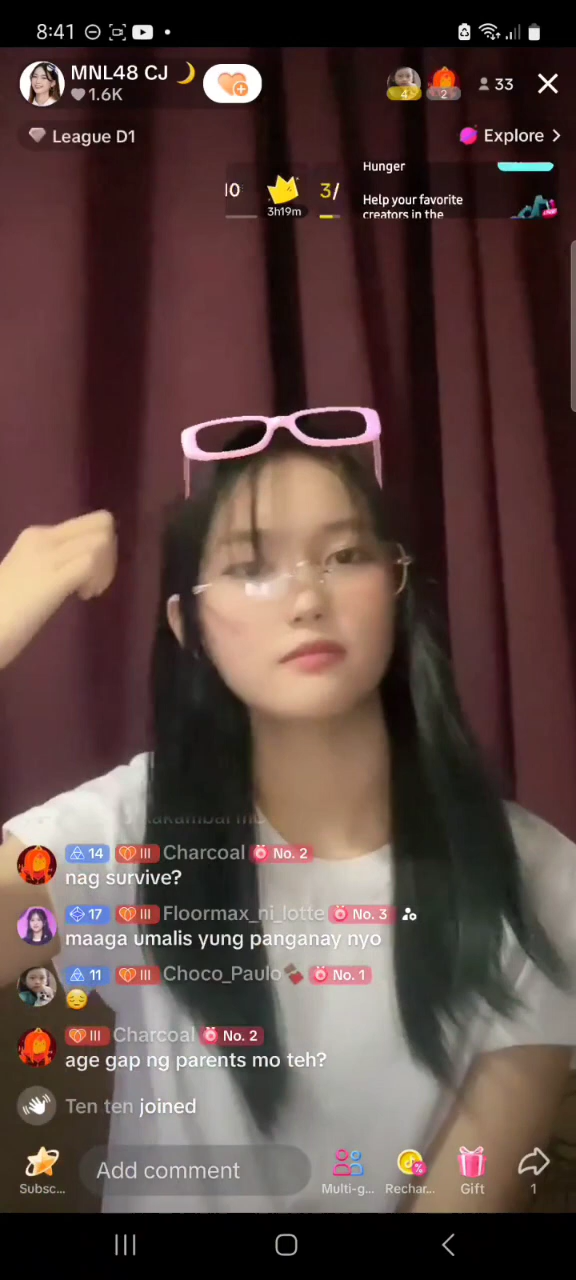 8:41
MNL48 CJ 🌙
1.6K
4
2
33
League D1
Explore >
3h19m
3/
Hunger
Help your favorite
creators in the
14 III Charcoal No. 2
nag survive?
17 III Floormax_ni_lotte No. 3
maaga umalis yung panganay nyo
11 III Choco_Paulo🍫 No. 1
😔
III Charcoal No. 2
age gap ng parents mo teh?
Ten ten joined
Add comment
Subsc...
Multi-g...
Rechar...
Gift
1